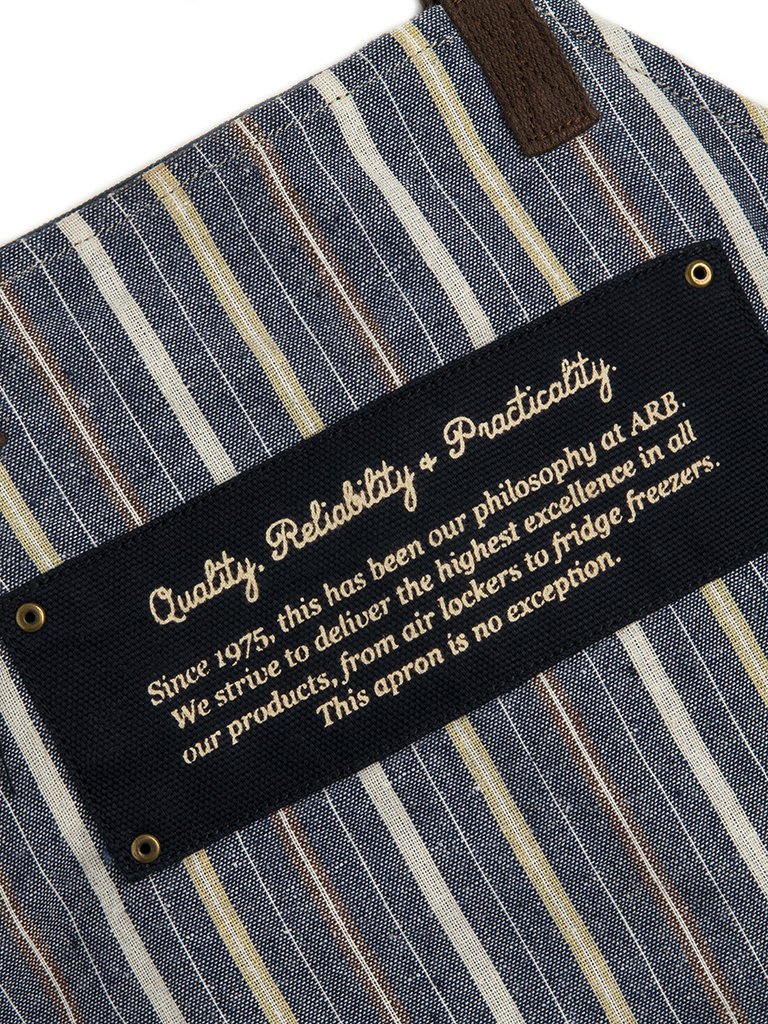 Quality, Reliability & Practicality.
Since 1975, this has been our philosophy at ARB.
We strive to deliver the highest excellence in all
our products, from air lockers to fridge freezers.
This apron is no exception.